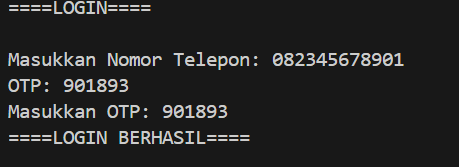 ====LOGIN====
Masukkan Nomor Telepon: 082345678901
OTP: 901893
Masukkan OTP: 901893
====LOGIN BERHASIL====